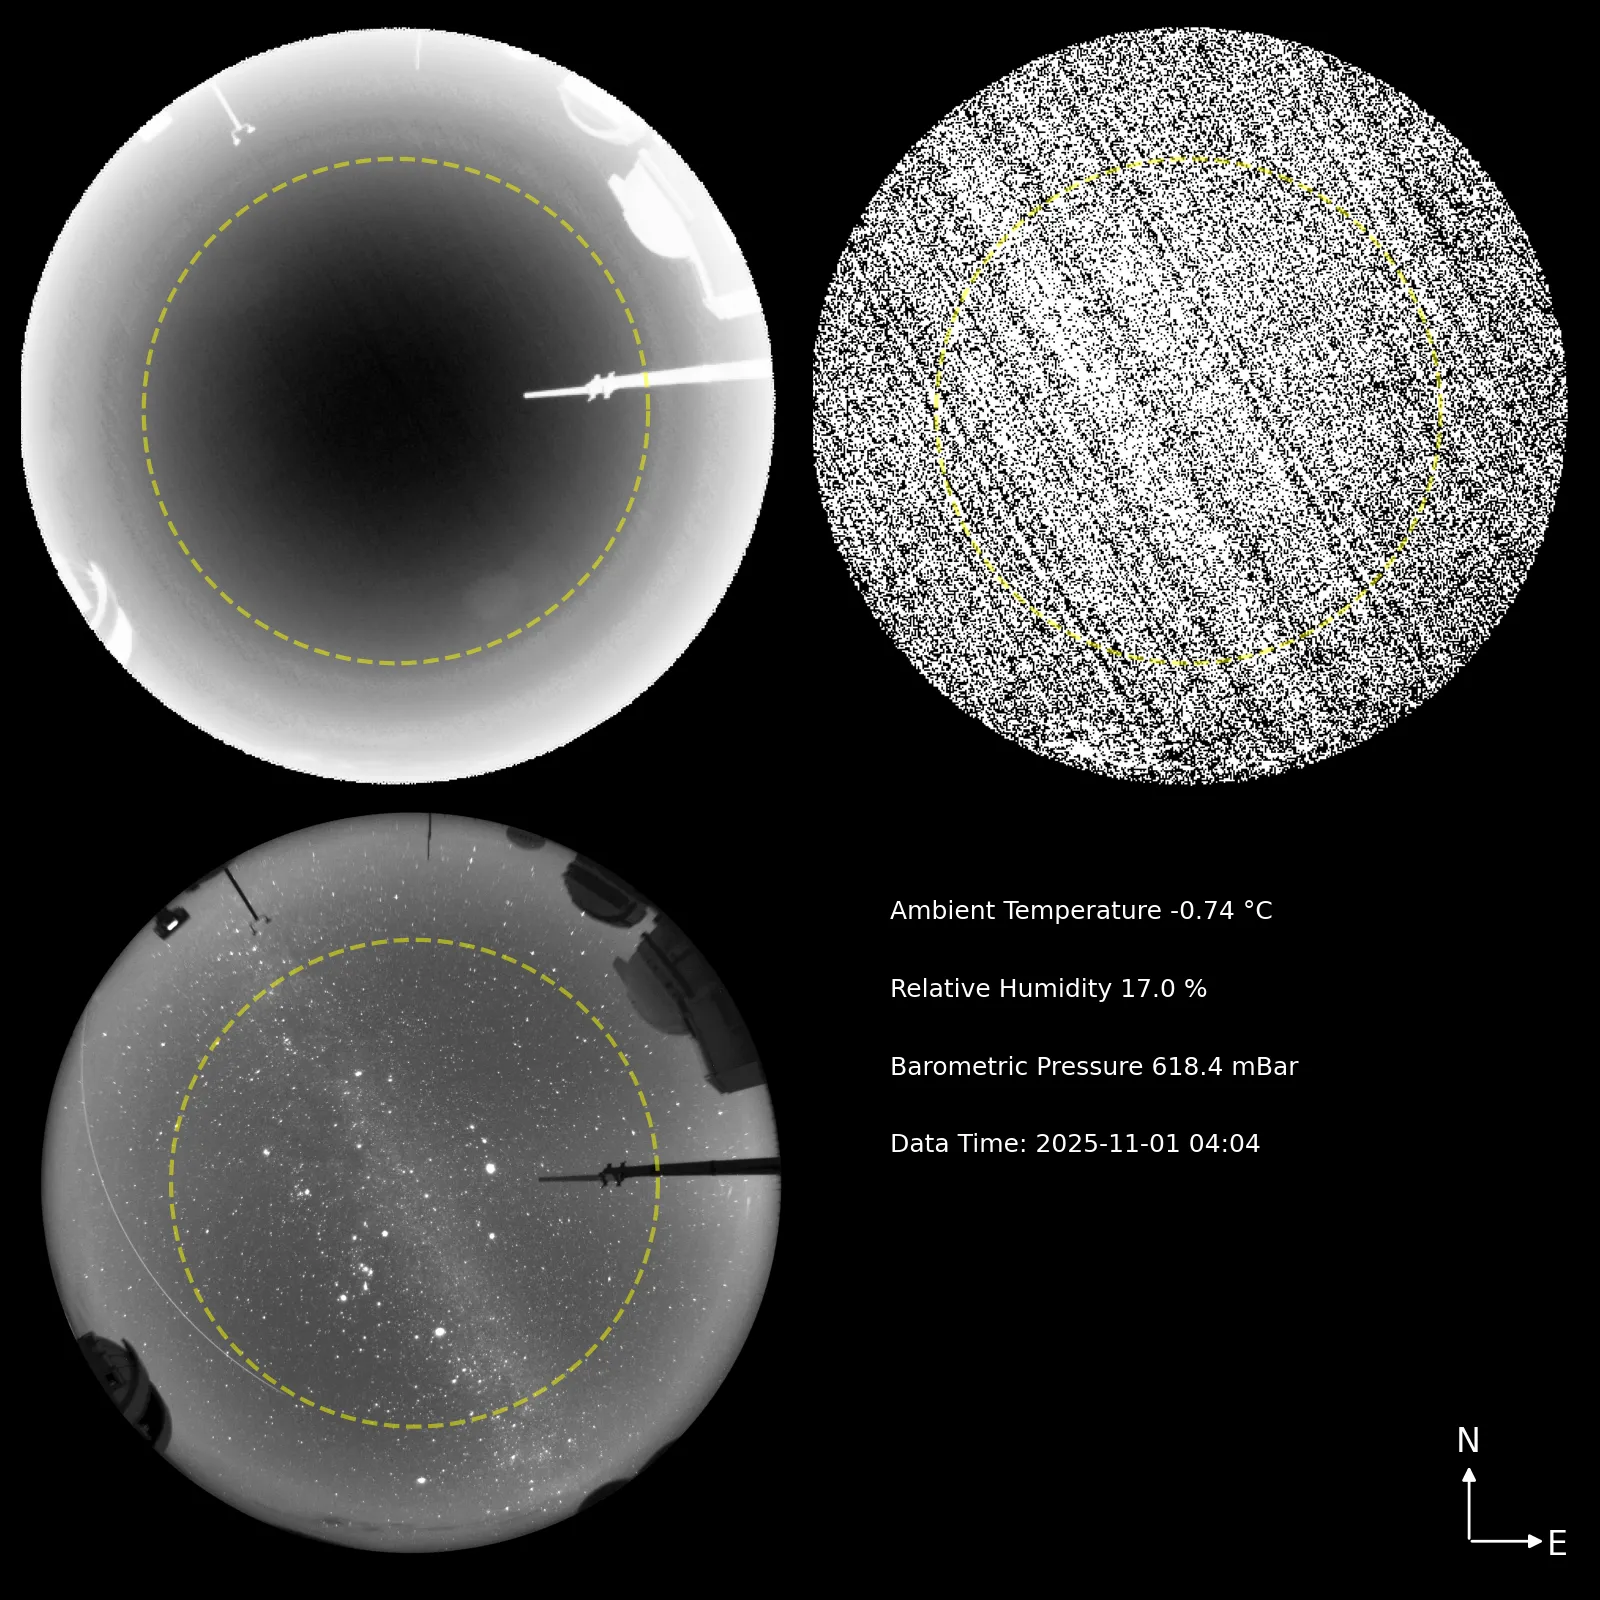 Ambient Temperature -0.74 °C
Relative Humidity 17.0 %
Barometric Pressure 618.4 mBar
Data Time: 2025-11-01 04:04
N
E